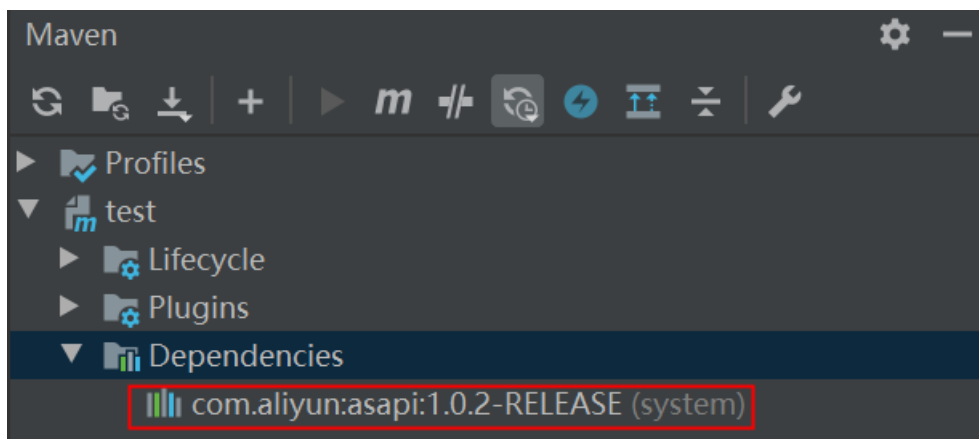 Maven
m
Profiles
test
Lifecycle
Plugins
Dependencies
com.aliyun:asapi:1.0.2-RELEASE (system)